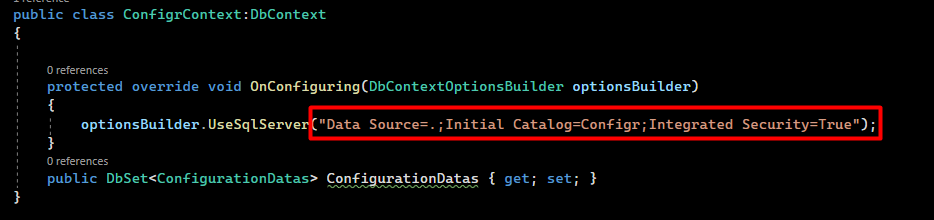 1 reference
public class ConfigrContext:DbContext
{
0 references
protected override void OnConfiguring(DbContextOptionsBuilder optionsBuilder)
{
optionsBuilder.UseSqlServer("Data Source=.;Initial Catalog=Configr;Integrated Security=True");
}
0 references
public DbSet<ConfigurationDatas> ConfigurationDatas { get; set; }
}